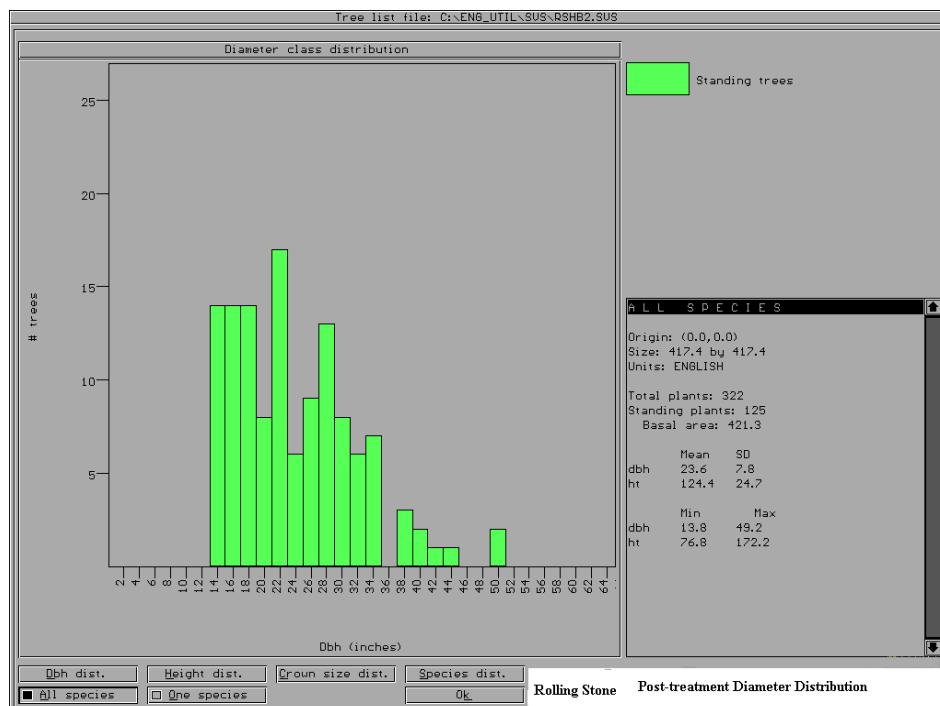 Tree list file: C:\ENG_UTIL\SVS\RSHB2.SVS
Diameter class distribution
Standing trees
25
20
15
10
5
# trees
2 4 6 8 10 12 14 16 18 20 22 24 26 28 30 32 34 36 38 40 42 44 46 48 50 52 54 56 58 60 62 64
Dbh (inches)
ALL SPECIES
Origin: (0.0,0.0)
Size: 417.4 by 417.4
Units: ENGLISH
Total plants: 322
Standing plants: 125
Basal area: 421.3
Mean SD
dbh 23.6 7.8
ht 124.4 24.7
Min Max
dbh 13.8 49.2
ht 76.8 172.2
Dbh dist. Height dist. Crown size dist. Species dist.
All species One species Ok
Rolling Stone Post-treatment Diameter Distribution